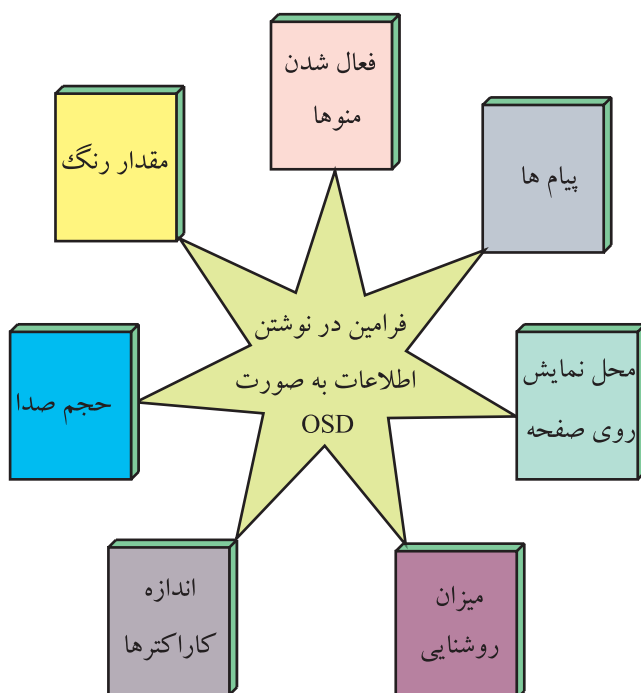 فعال شدن
منوها
مقدار رنگ
پیام ها
فرامین در نوشتن
اطلاعات به صورت
OSD
محل نمایش
روی صفحه
حجم صدا
اندازه
کاراکترها
میزان
روشنایی